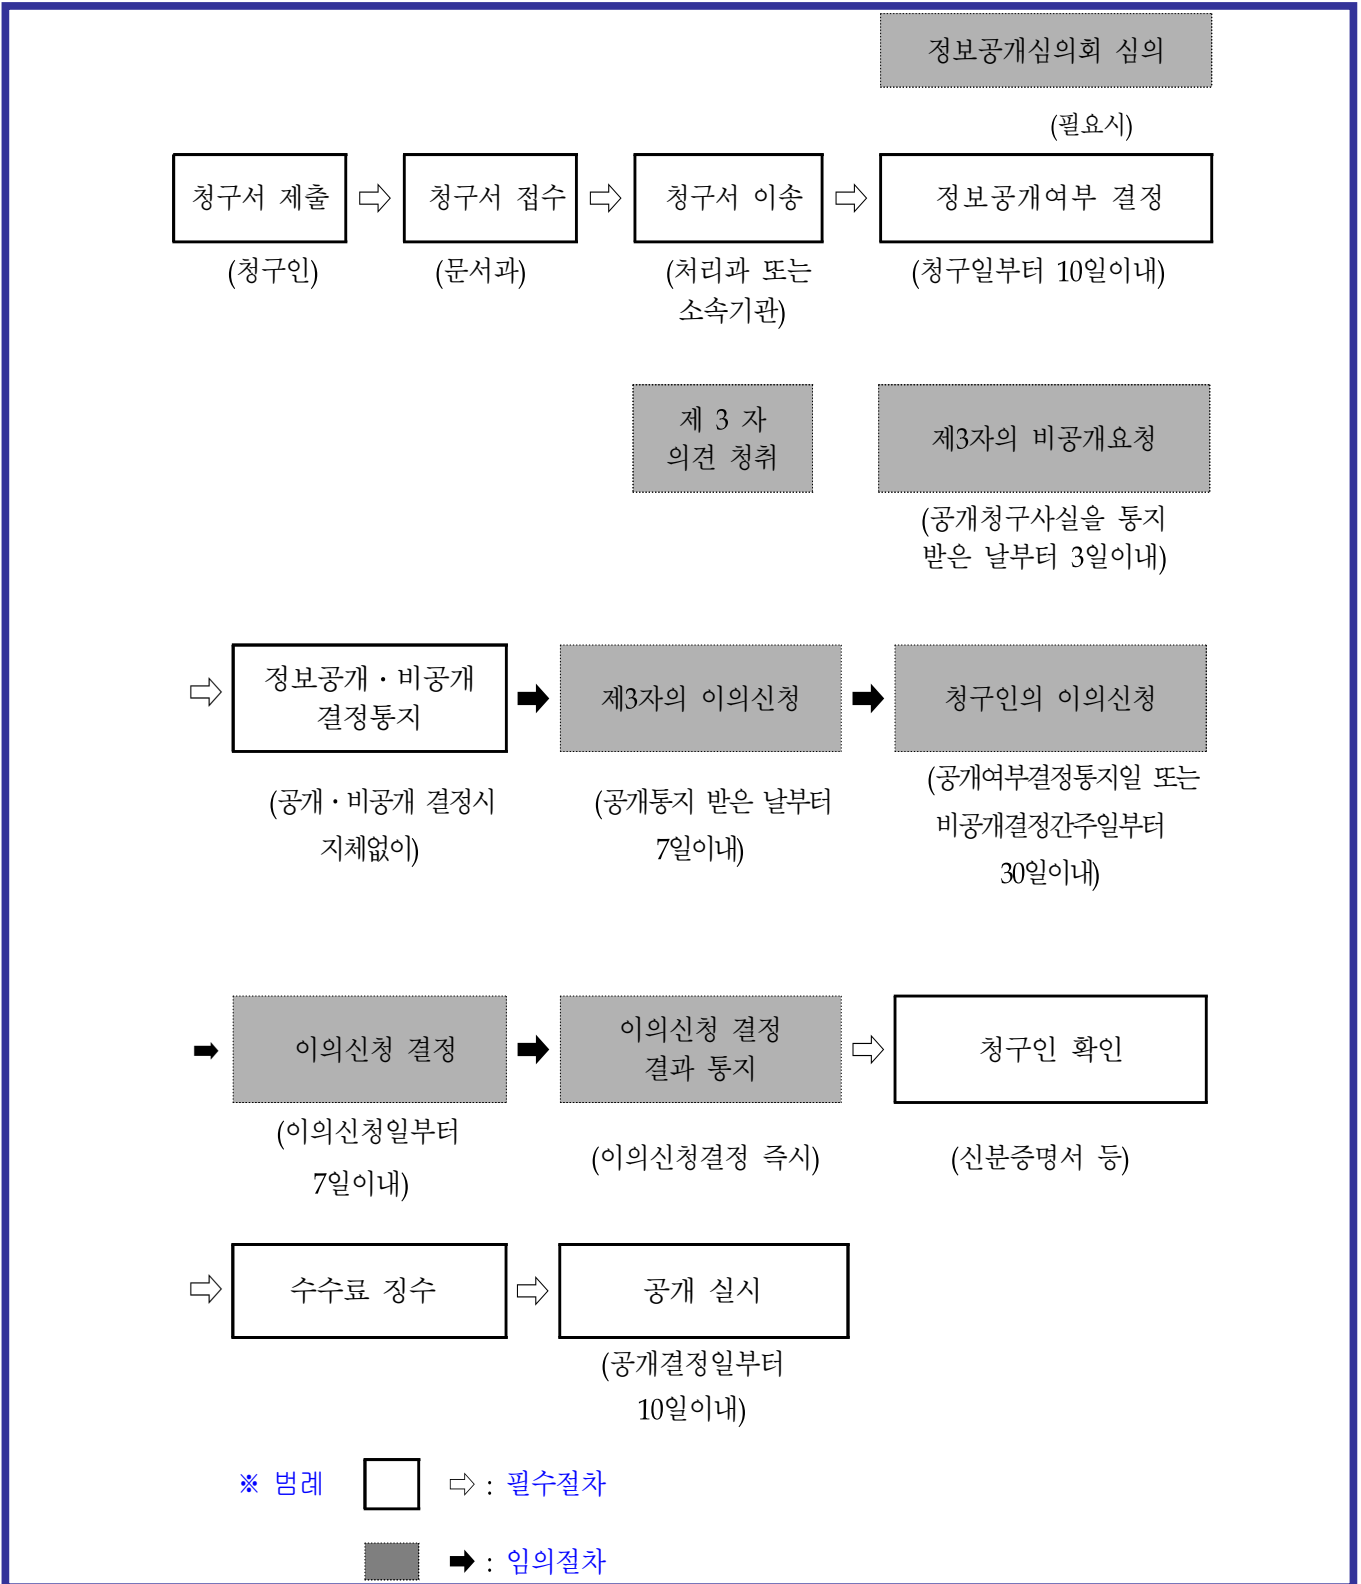 정보공개심의회 심의
(필요시)
청구서 제출 ⇨ 청구서 접수 ⇨ 청구서 이송 ⇨ 정보공개여부 결정
(청구인) (문서과) (처리과 또는 (청구일부터 10일이내)
소속기관)
제 3 자
의견 청취
제3자의 비공개요청
(공개청구사실을 통지
받은 날부터 3일이내)
⇨ 정보공개·비공개
결정통지
➡ 제3자의 이의신청 ➡ 청구인의 이의신청
(공개·비공개 결정시
지체없이)
(공개통지 받은 날부터
7일이내)
(공개여부결정통지일 또는
비공개결정간주일부터
30일이내)
➡ 이의신청 결정 ➡ 이의신청 결정
결과 통지
⇨ 청구인 확인
(이의신청일부터
7일이내)
(이의신청결정 즉시)
(신분증명서 등)
⇨ 수수료 징수 ⇨ 공개 실시
(공개결정일부터
10일이내)
※ 범례 ⇨ : 필수절차
➡ : 임의절차